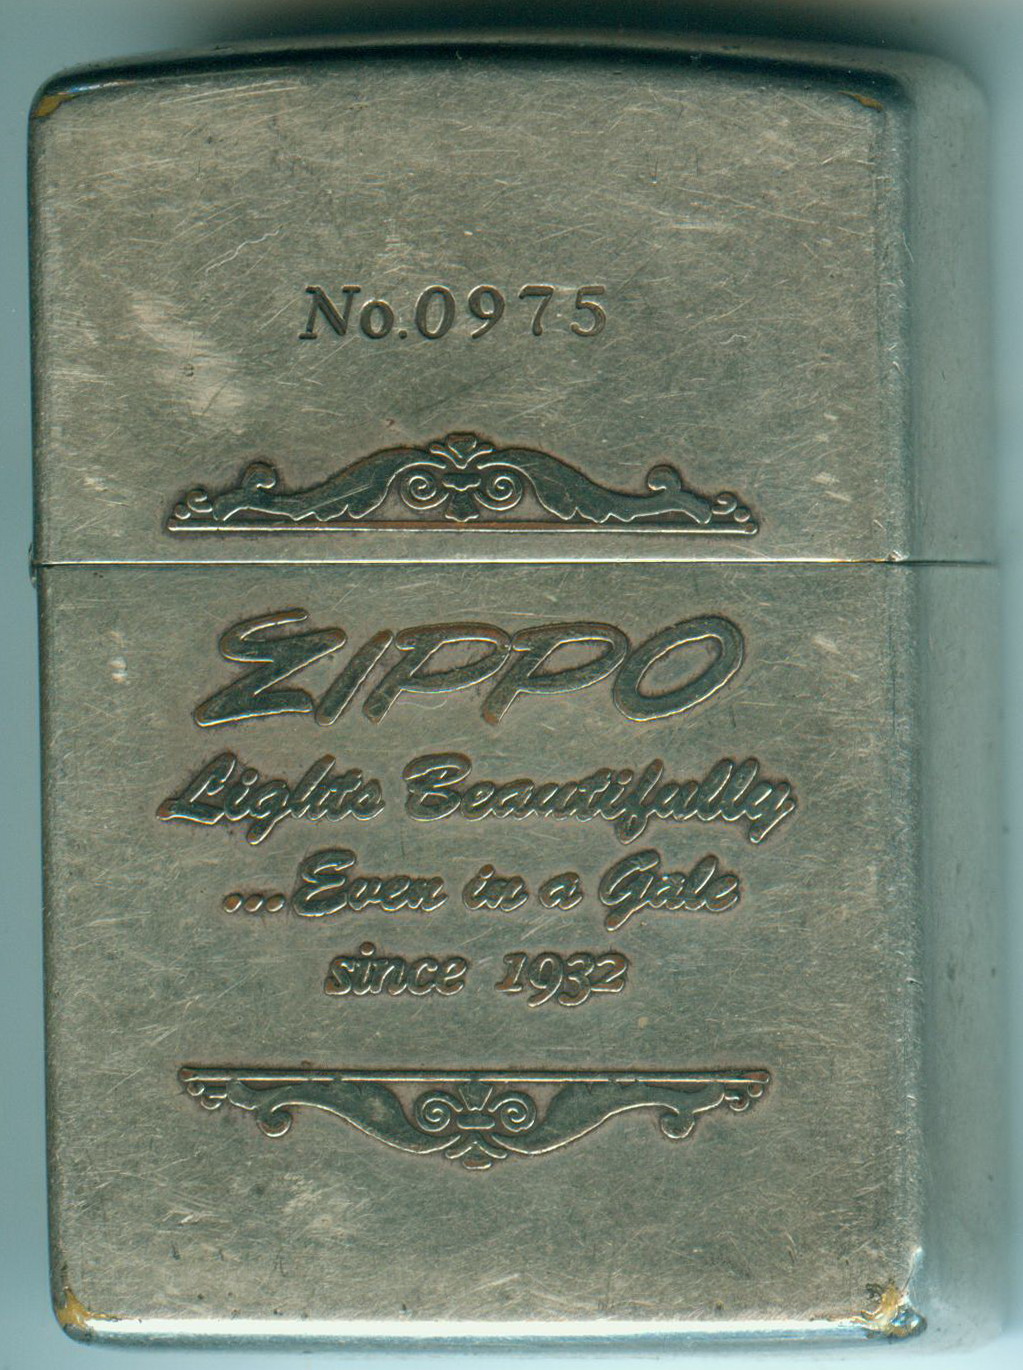 No.0975
ZIPPO
Lights Beautifully
...Even in a Gale
since 1932